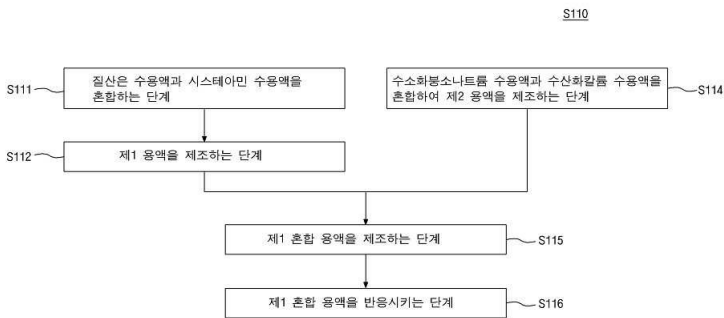 S110
S111
질산은 수용액과 시스테아민 수용액을
혼합하는 단계
수소화붕소나트륨 수용액과 수산화칼륨 수용액을
혼합하여 제2 용액을 제조하는 단계
S114
S112
제1 용액을 제조하는 단계
제1 혼합 용액을 제조하는 단계
S115
제1 혼합 용액을 반응시키는 단계
S116